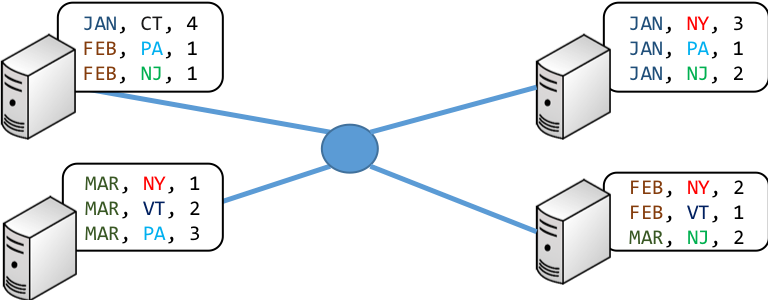 JAN, CT, 4
FEB, PA, 1
FEB, NJ, 1
JAN, NY, 3
JAN, PA, 1
JAN, NJ, 2
MAR, NY, 1
MAR, VT, 2
MAR, PA, 3
FEB, NY, 2
FEB, VT, 1
MAR, NJ, 2